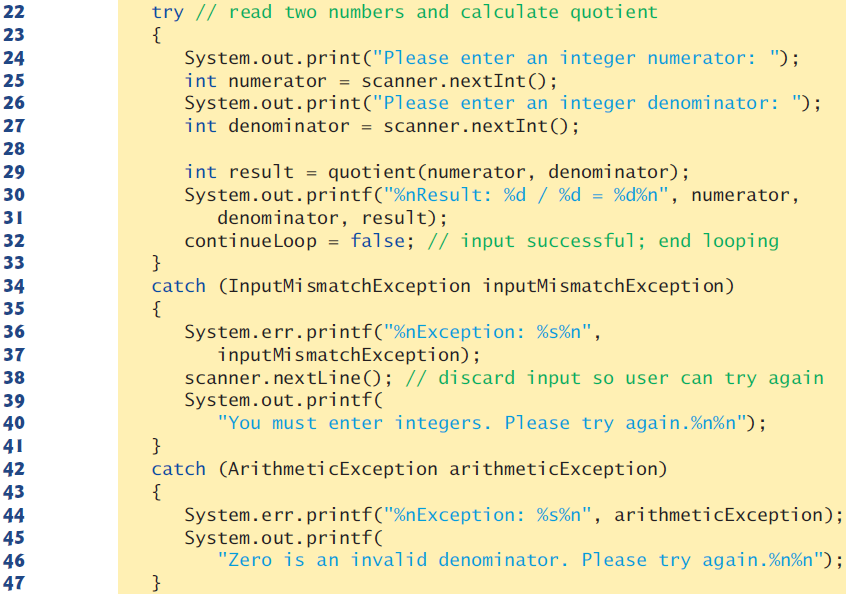 22 try // read two numbers and calculate quotient
23 {
24 System.out.print("Please enter an integer numerator: ");
25 int numerator = scanner.nextInt();
26 System.out.print("Please enter an integer denominator: ");
27 int denominator = scanner.nextInt();
28
29 int result = quotient(numerator, denominator);
30 System.out.printf("%nResult: %d / %d = %d%n", numerator,
31 denominator, result);
32 continueLoop = false; // input successful; end looping
33 }
34 catch (InputMismatchException inputMismatchException)
35 {
36 System.err.printf("%nException: %s%n",
37 inputMismatchException);
38 scanner.nextLine(); // discard input so user can try again
39 System.out.printf(
40 "You must enter integers. Please try again.%n%n");
41 }
42 catch (ArithmeticException arithmeticException)
43 {
44 System.err.printf("%nException: %s%n", arithmeticException);
45 System.out.printf(
46 "Zero is an invalid denominator. Please try again.%n%n");
47 }